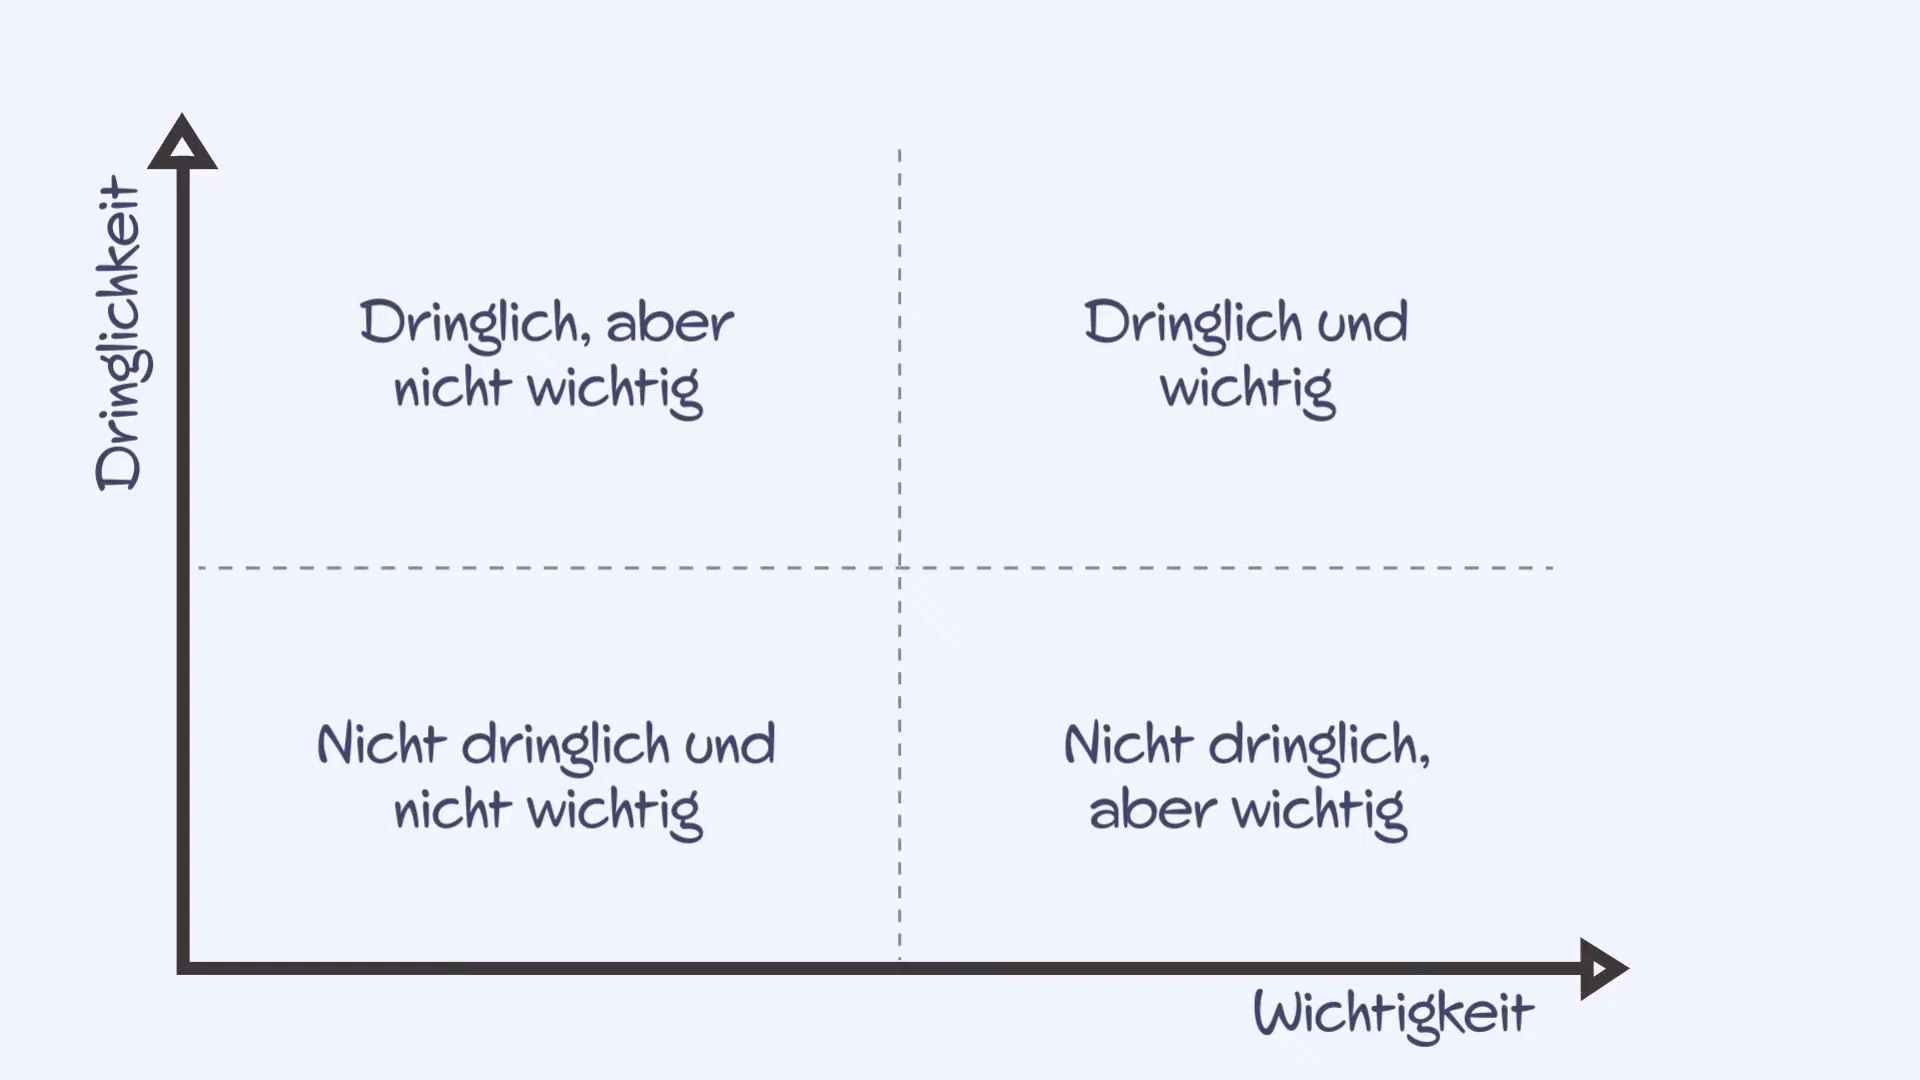 Dringlichkeit
Dringlich, aber
nicht wichtig
Dringlich und
wichtig
Nicht dringlich und
nicht wichtig
Nicht dringlich,
aber wichtig
Wichtigkeit